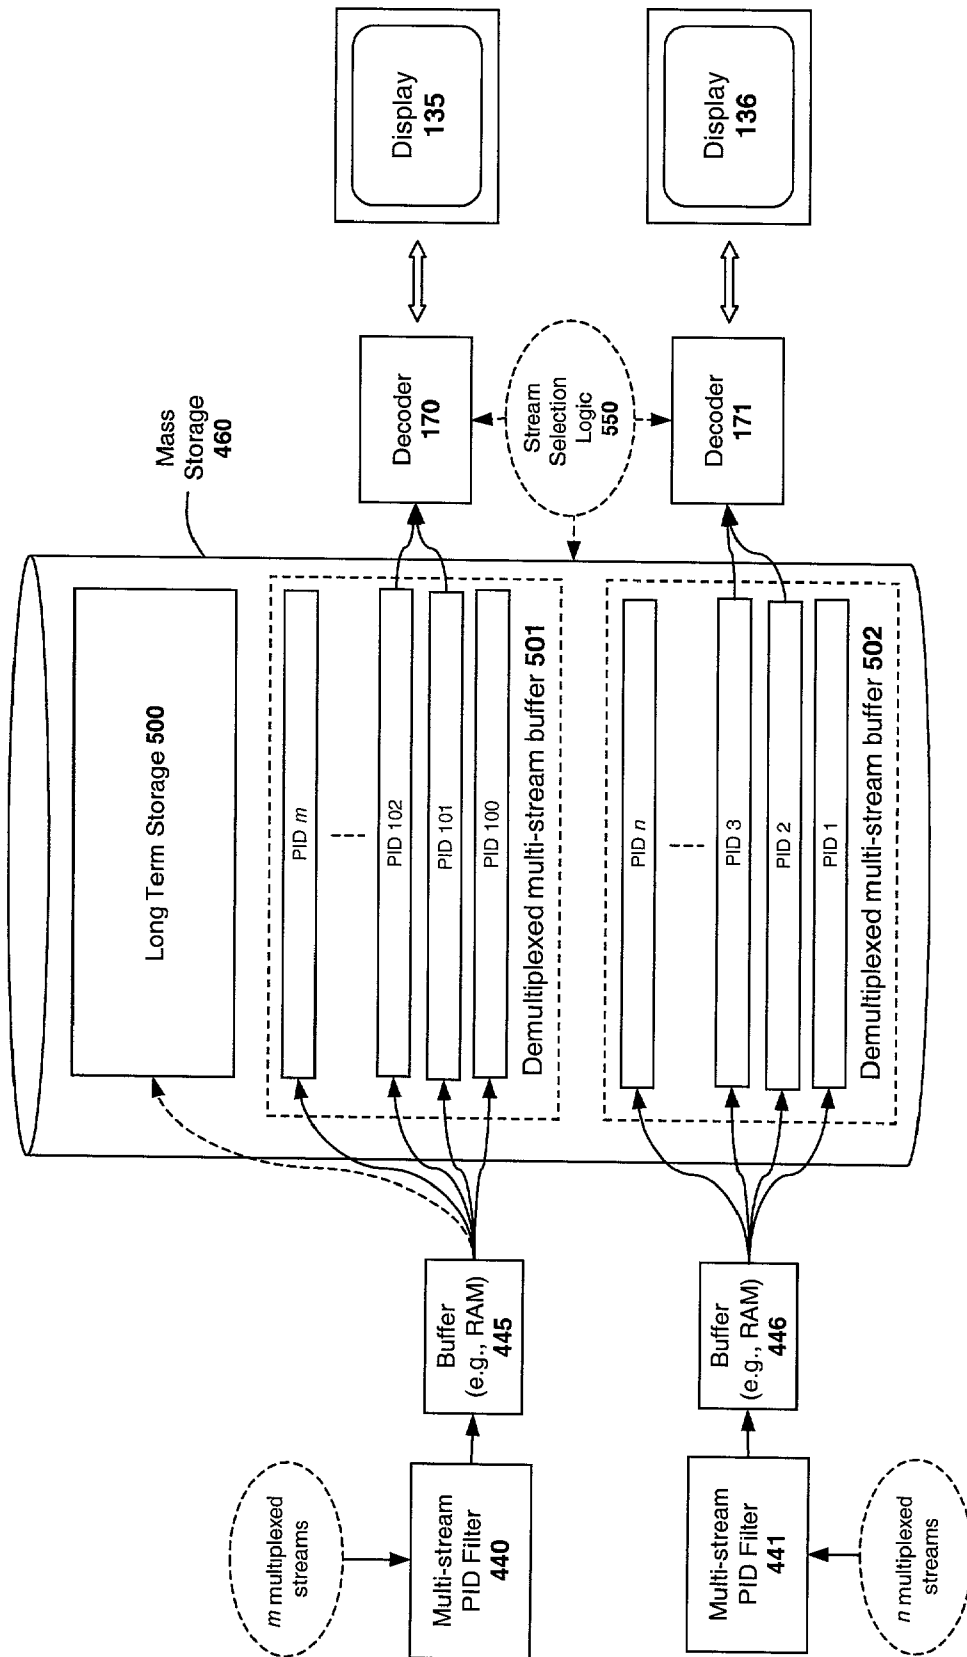 m multiplexed
streams
Multi-stream
PID Filter
440
Buffer
(e.g., RAM)
445
Mass
Storage
460
Long Term Storage 500
PID m
PID 102
PID 101
PID 100
Demultiplexed multi-stream buffer 501
Decoder
170
Display
135
Stream
Selection
Logic
550
n multiplexed
streams
Multi-stream
PID Filter
441
Buffer
(e.g., RAM)
446
PID n
PID 3
PID 2
PID 1
Demultiplexed multi-stream buffer 502
Decoder
171
Display
136